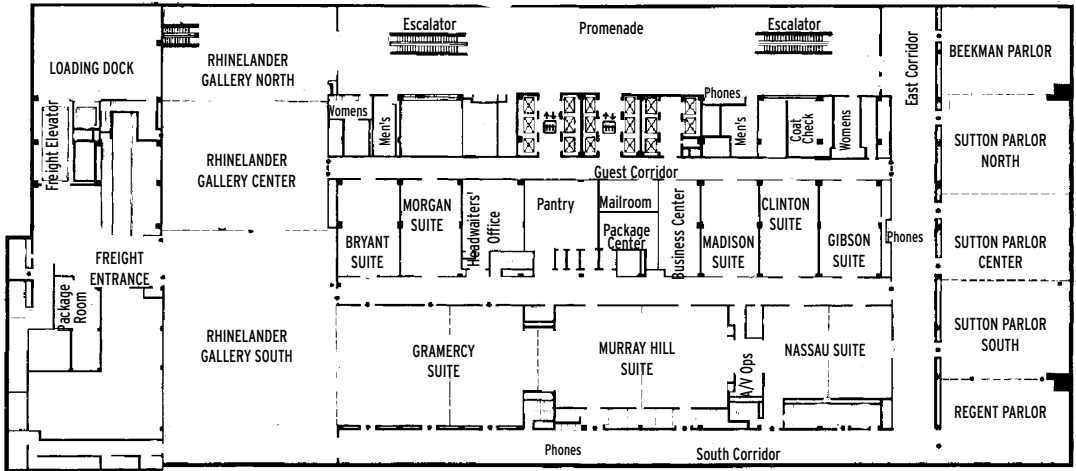 Escalator
Promenade
Escalator
LOADING DOCK
RHINELANDER
GALLERY NORTH
East Corridor
BEEKMAN PARLOR
Womens
Men's
Phones
Men's
Coat
Check
Womens
Freight Elevator
RHINELANDER
GALLERY CENTER
SUTTON PARLOR
NORTH
Guest Corridor
BRYANT
SUITE
MORGAN
SUITE
Headwaiters'
Office
Pantry
Mailroom
Package
Center
Business Center
MADISON
SUITE
CLINTON
SUITE
GIBSON
SUITE
Phones
SUTTON PARLOR
CENTER
FREIGHT
ENTRANCE
Package
Room
RHINELANDER
GALLERY SOUTH
GRAMERCY
SUITE
MURRAY HILL
SUITE
A/V Ops
NASSAU SUITE
SUTTON PARLOR
SOUTH
REGENT PARLOR
Phones
South Corridor